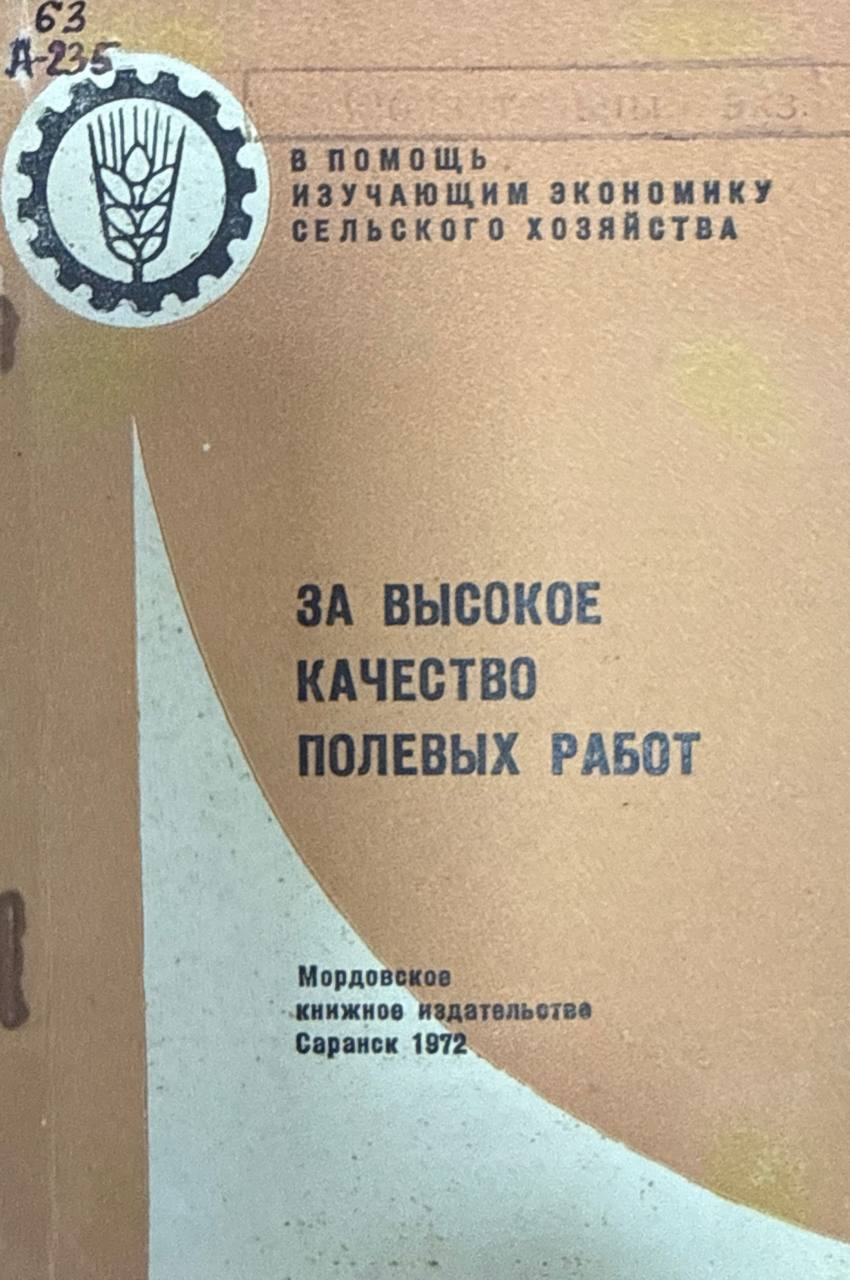 63
А-235
В ПОМОЩЬ
ИЗУЧАЮЩИМ ЭКОНОМИКУ
СЕЛЬСКОГО ХОЗЯЙСТВА
ЗА ВЫСОКОЕ
КАЧЕСТВО
ПОЛЕВЫХ РАБОТ
Мордовское
книжное издательство
Саранск 1972